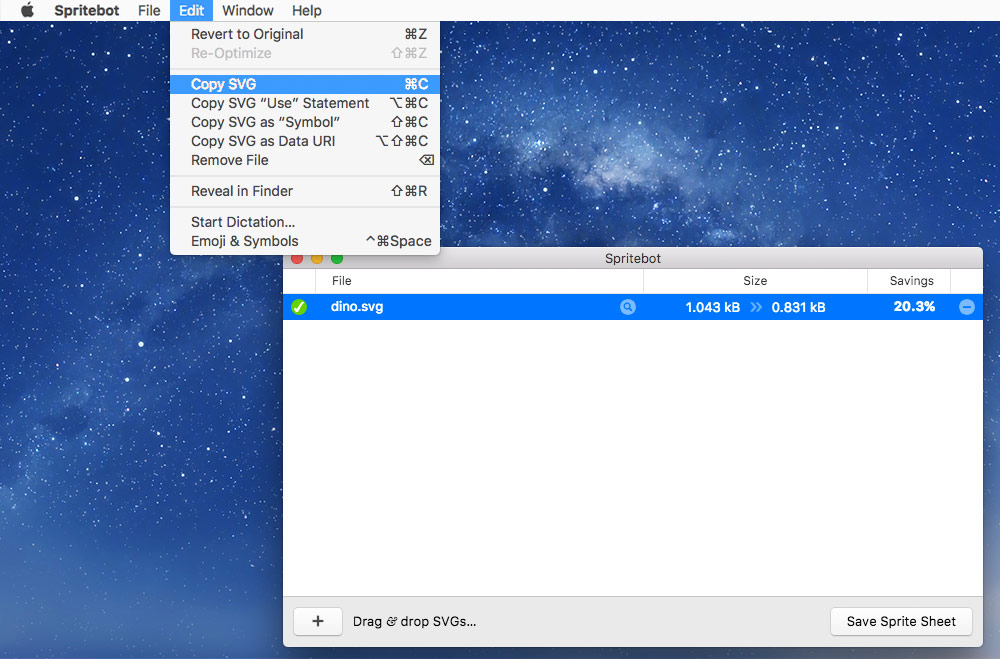 Spritebot File Edit Window Help
Revert to Original ⌘Z
Re-Optimize ⇧⌘Z
Copy SVG ⌘C
Copy SVG “Use” Statement ⌥⌘C
Copy SVG as “Symbol” ⇧⌘C
Copy SVG as Data URI ⌥⇧⌘C
Remove File ⌫
Reveal in Finder ⇧⌘R
Start Dictation...
Emoji & Symbols ^⌘Space
Spritebot
File Size Savings
dino.svg 1.043 kB » 0.831 kB 20.3%
+ Drag & drop SVGs... Save Sprite Sheet